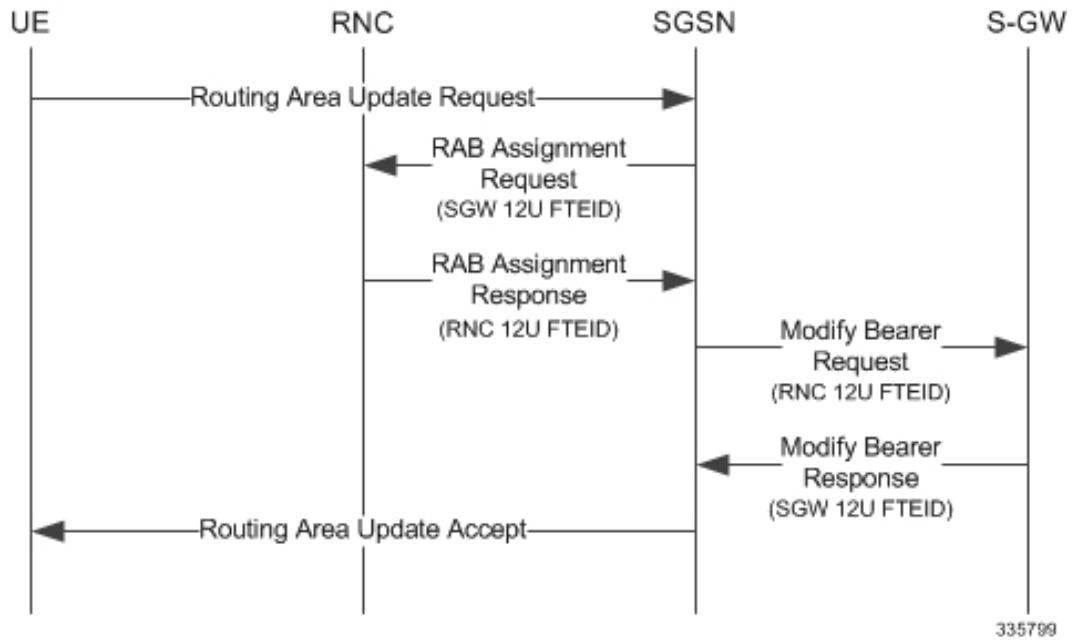 UE RNC SGSN S-GW
Routing Area Update Request
RAB Assignment
Request
(SGW 12U FTEID)
RAB Assignment
Response
(RNC 12U FTEID)
Modify Bearer
Request
(RNC 12U FTEID)
Modify Bearer
Response
(SGW 12U FTEID)
Routing Area Update Accept
335799